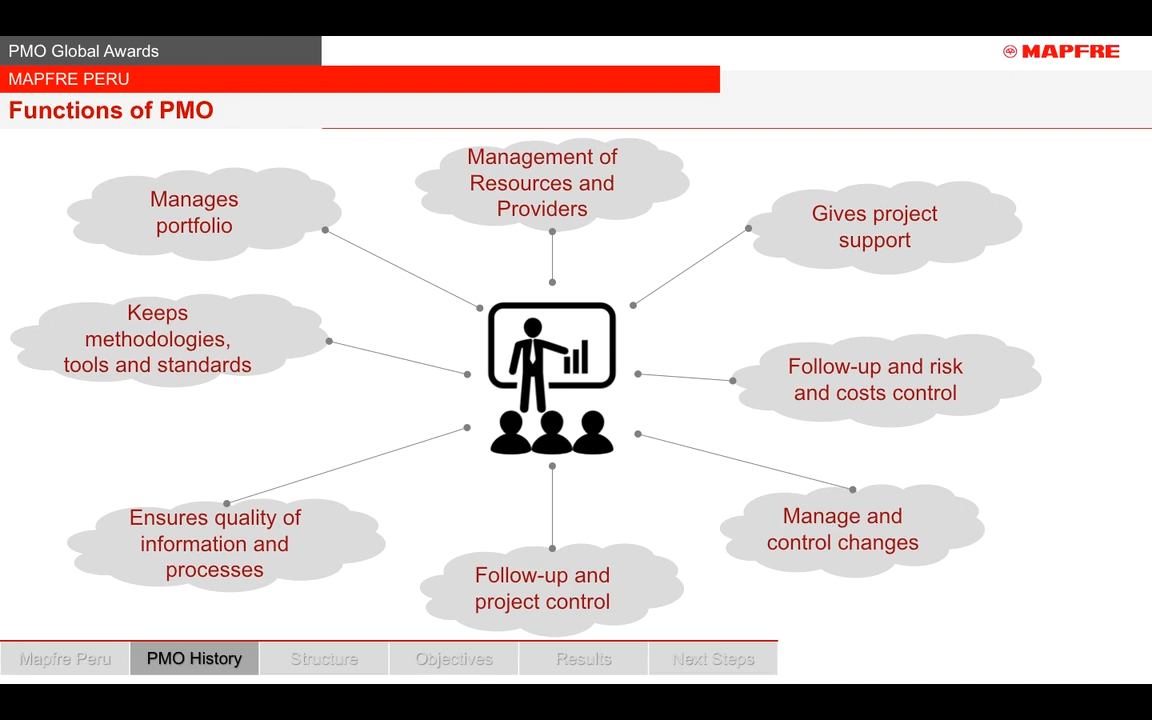 PMO Global Awards
MAPFRE
MAPFRE PERU
Functions of PMO
Management of
Resources and
Providers
Manages
portfolio
Gives project
support
Keeps
methodologies,
tools and standards
Follow-up and risk
and costs control
Ensures quality of
information and
processes
Manage and
control changes
Follow-up and
project control
Mapfre Peru
PMO History
Structure
Objectives
Results
Next Steps